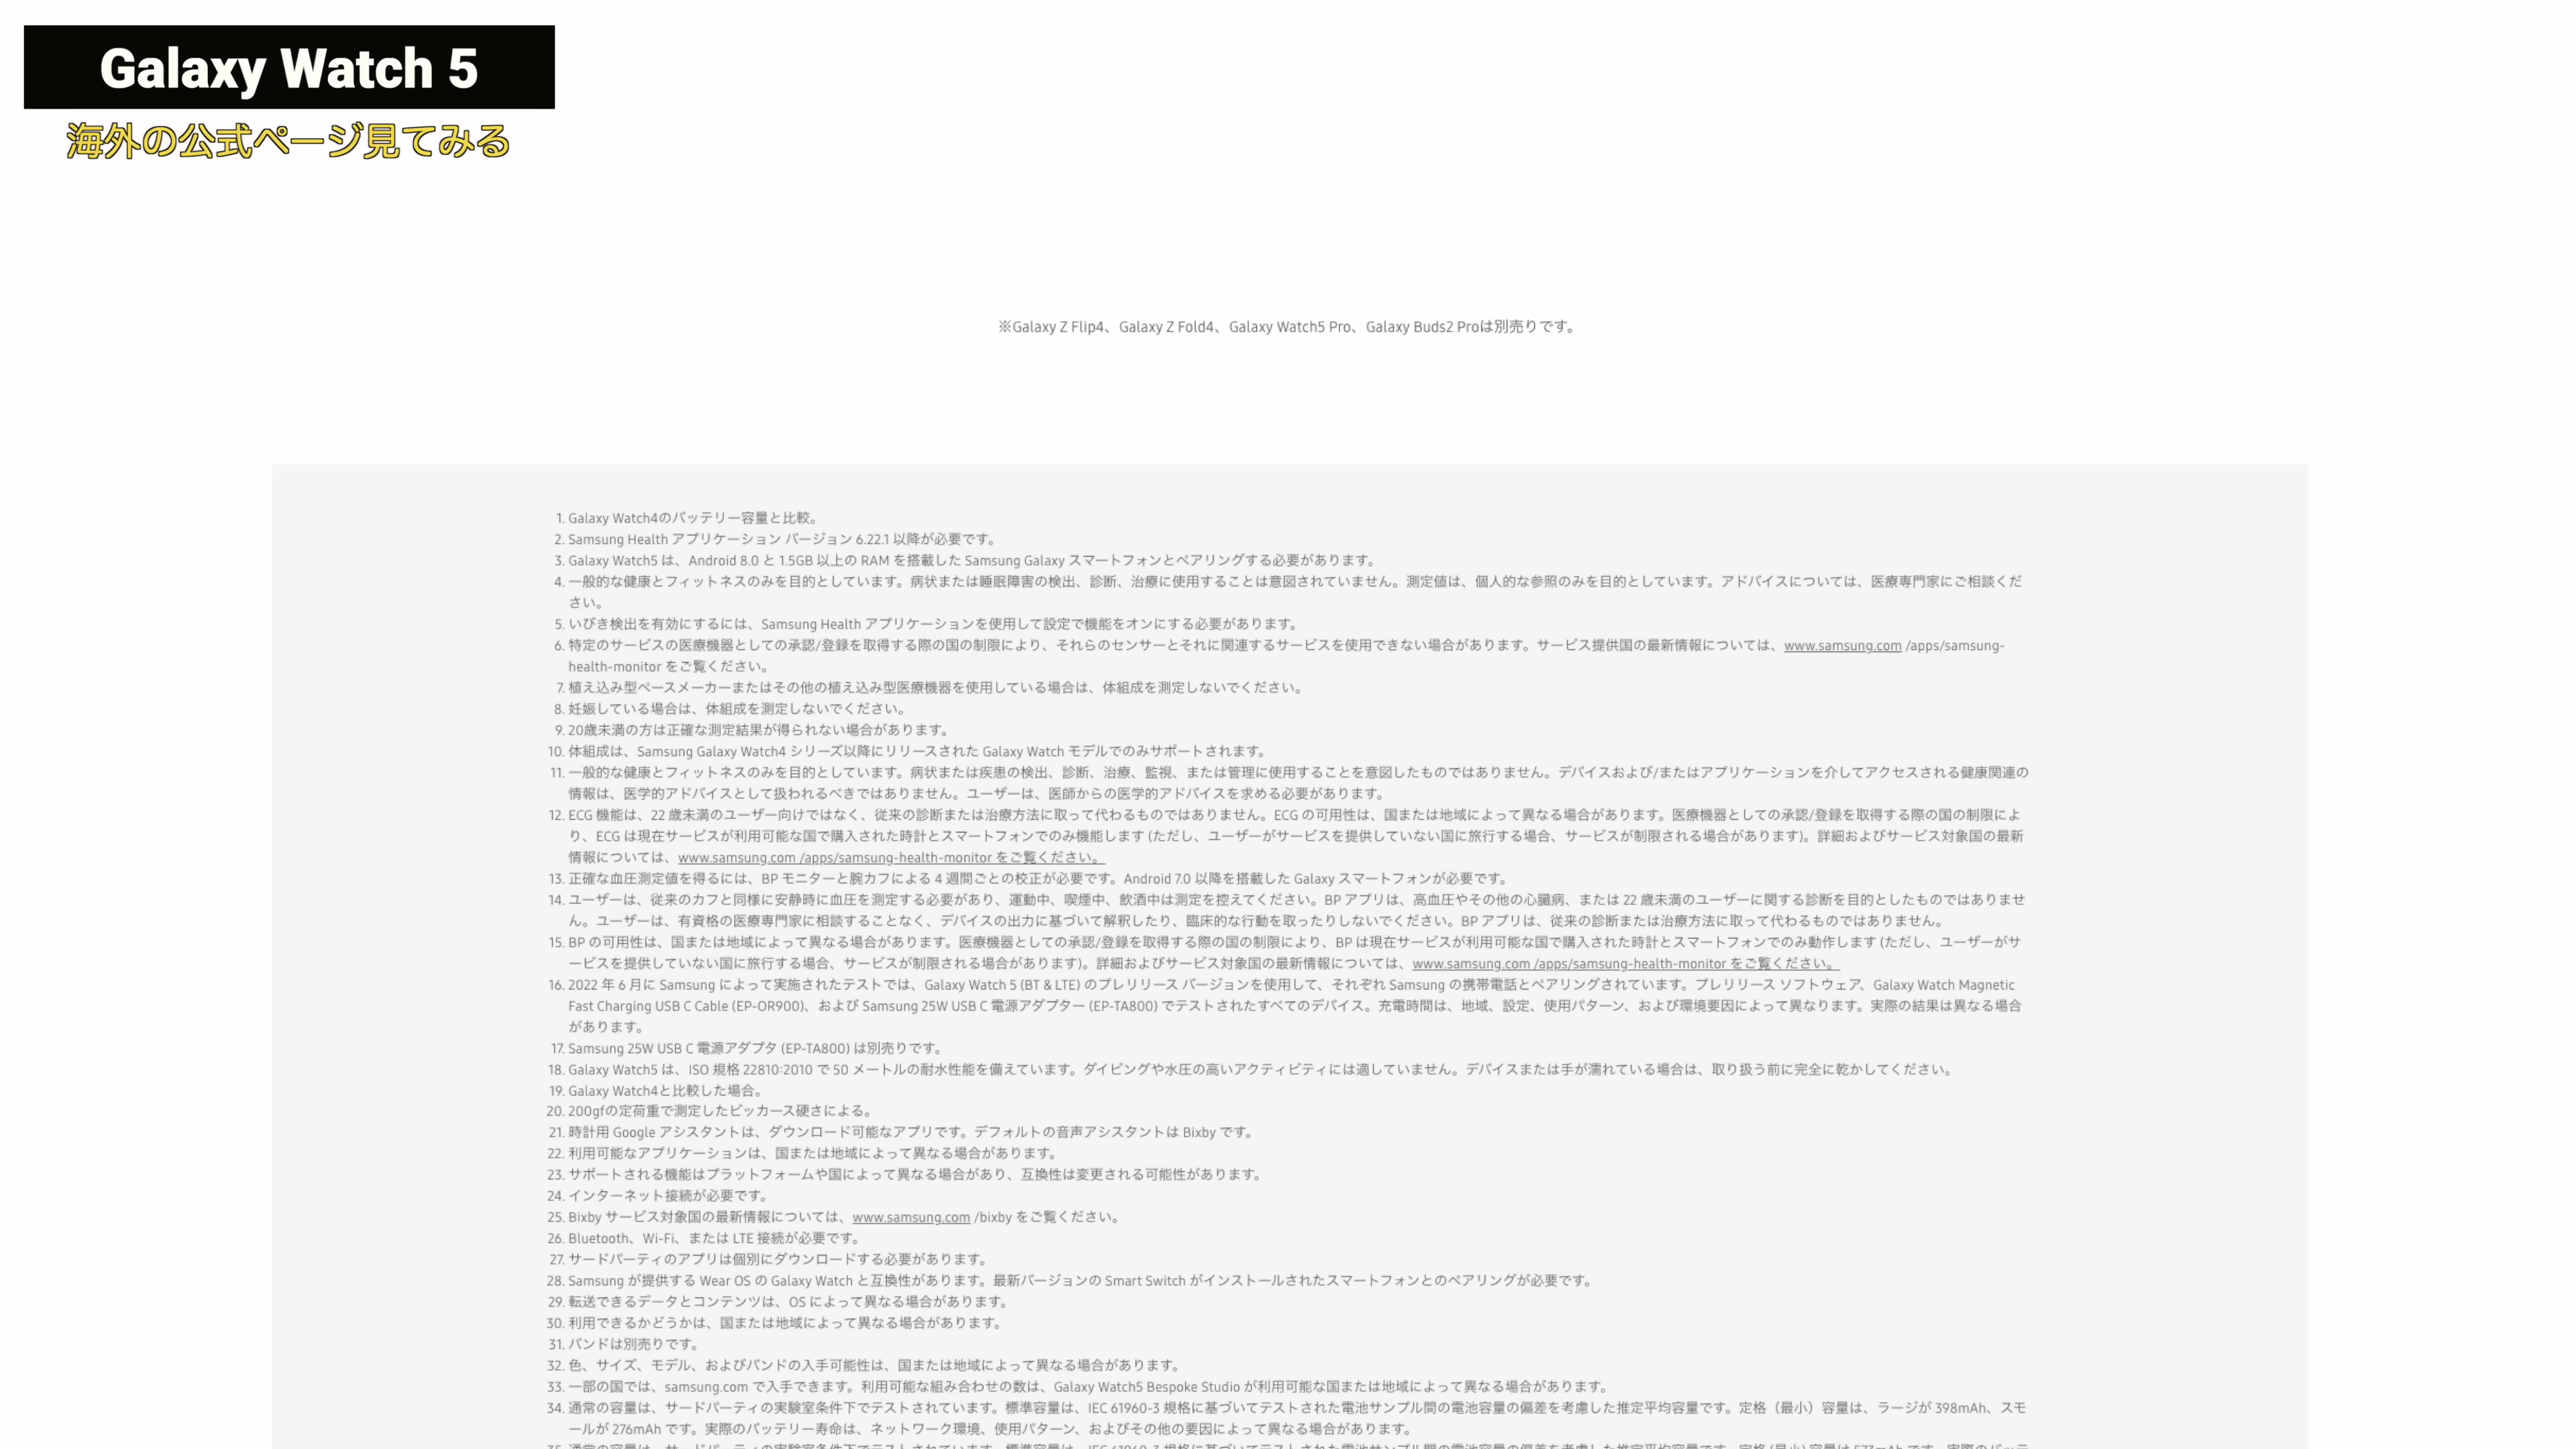 Galaxy Watch 5
海外の公式ページ見てみる
※Galaxy Z Flip4、Galaxy Z Fold4、Galaxy Watch5 Pro、Galaxy Buds2 Proは別売りです。
1. Galaxy Watch4のバッテリー容量と比較。
2. Samsung Health アプリケーション バージョン 6.22.1 以降が必要です。
3. Galaxy Watch5 は、Android 8.0 と 1.5GB 以上の RAM を搭載した Samsung Galaxy スマートフォンとペアリングする必要があります。
4. 一般的な健康とフィットネスのみを目的としています。病状または睡眠障害の検出、診断、治療に使用することは意図されていません。測定値は、個人的な参照のみを目的としています。アドバイスについては、医療専門家にご相談くだ
さい。
5. いびき検出を有効にするには、Samsung Health アプリケーションを使用して設定で機能をオンにする必要があります。
6. 特定のサービスの医療機器としての承認/登録を取得する際の国の制限により、それらのセンサーとそれに関連するサービスを使用できない場合があります。サービス提供国の最新情報については、www.samsung.com /apps/samsung-
health-monitor をご覧ください。
7. 植え込み型ペースメーカーまたはその他の植え込み型医療機器を使用している場合は、体組成を測定しないでください。
8. 妊娠している場合は、体組成を測定しないでください。
9. 20歳未満の方は正確な測定結果が得られない場合があります。
10. 体組成は、Samsung Galaxy Watch4 シリーズ以降にリリースされた Galaxy Watch モデルでのみサポートされます。
11. 一般的な健康とフィットネスのみを目的としています。病状または疾患の検出、診断、治療、監視、または管理に使用することを意図したものではありません。デバイスおよび/またはアプリケーションを介してアクセスされる健康関連の
情報は、医学的アドバイスとして扱われるべきではありません。ユーザーは、医師からの医学的アドバイスを求める必要があります。
12. ECG 機能は、22 歳未満のユーザー向けではなく、従来の診断または治療方法に取って代わるものではありません。ECG の可用性は、国または地域によって異なる場合があります。医療機器としての承認/登録を取得する際の国の制限によ
り、ECG は現在サービスが利用可能な国で購入された時計とスマートフォンでのみ機能します (ただし、ユーザーがサービスを提供していない国に旅行する場合、サービスが制限される場合があります)。詳細およびサービス対象国の最新
情報については、www.samsung.com /apps/samsung-health-monitor をご覧ください。
13. 正確な血圧測定値を得るには、BP モニターと腕カフによる 4 週間ごとの校正が必要です。Android 7.0 以降を搭載した Galaxy スマートフォンが必要です。
14. ユーザーは、従来のカフと同様に安静時に血圧を測定する必要があり、運動中、喫煙中、飲酒中は測定を控えてください。BP アプリは、高血圧やその他の心臓病、または 22 歳未満のユーザーに関する診断を目的としたものではありませ
ん。ユーザーは、有資格の医療専門家に相談することなく、デバイスの出力に基づいて解釈したり、臨床的な行動を取ったりしないでください。BP アプリは、従来の診断または治療方法に取って代わるものではありません。
15. BP の可用性は、国または地域によって異なる場合があります。医療機器としての承認/登録を取得する際の国の制限により、BP は現在サービスが利用可能な国で購入された時計とスマートフォンでのみ動作します (ただし、ユーザーがサ
ービスを提供していない国に旅行する場合、サービスが制限される場合があります)。詳細およびサービス対象国の最新情報については、www.samsung.com /apps/samsung-health-monitor をご覧ください。
16. 2022 年 6 月に Samsung によって実施されたテストでは、Galaxy Watch 5 (BT & LTE) のプレリリース バージョンを使用して、それぞれ Samsung の携帯電話とペアリングされています。プレリリース ソフトウェア、Galaxy Watch Magnetic
Fast Charging USB C Cable (EP-OR900)、および Samsung 25W USB C 電源アダプター (EP-TA800) でテストされたすべてのデバイス。充電時間は、地域、設定、使用パターン、および環境要因によって異なります。実際の結果は異なる場合
があります。
17. Samsung 25W USB C 電源アダプタ (EP-TA800) は別売りです。
18. Galaxy Watch5 は、ISO 規格 22810:2010 で 50 メートルの耐水性能を備えています。ダイビングや水圧の高いアクティビティには適していません。デバイスまたは手が濡れている場合は、取り扱う前に完全に乾かしてください。
19. Galaxy Watch4と比較した場合。
20. 200gfの定荷重で測定したビッカース硬さによる。
21. 時計用 Google アシスタントは、ダウンロード可能なアプリです。デフォルトの音声アシスタントは Bixby です。
22. 利用可能なアプリケーションは、国または地域によって異なる場合があります。
23. サポートされる機能はプラットフォームや国によって異なる場合があり、互換性は変更される可能性があります。
24. インターネット接続が必要です。
25. Bixby サービス対象国の最新情報については、www.samsung.com /bixby をご覧ください。
26. Bluetooth、Wi-Fi、または LTE 接続が必要です。
27. サードパーティのアプリは個別にダウンロードする必要があります。
28. Samsung が提供する Wear OS の Galaxy Watch と互換性があります。最新バージョンの Smart Switch がインストールされたスマートフォンとのペアリングが必要です。
29. 転送できるデータとコンテンツは、OS によって異なる場合があります。
30. 利用できるかどうかは、国または地域によって異なる場合があります。
31. バンドは別売りです。
32. 色、サイズ、モデル、およびバンドの入手可能性は、国または地域によって異なる場合があります。
33. 一部の国では、samsung.com で入手できます。利用可能な組み合わせの数は、Galaxy Watch5 Bespoke Studio が利用可能な国または地域によって異なる場合があります。
34. 通常の容量は、サードパーティの実験室条件下でテストされています。標準容量は、IEC 61960-3 規格に基づいてテストされた電池サンプル間の電池容量の偏差を考慮した推定平均容量です。定格（最小）容量は、ラージが 398mAh、スモ
ールが 276mAh です。実際のバッテリー寿命は、ネットワーク環境、使用パターン、およびその他の要因によって異なる場合があります。